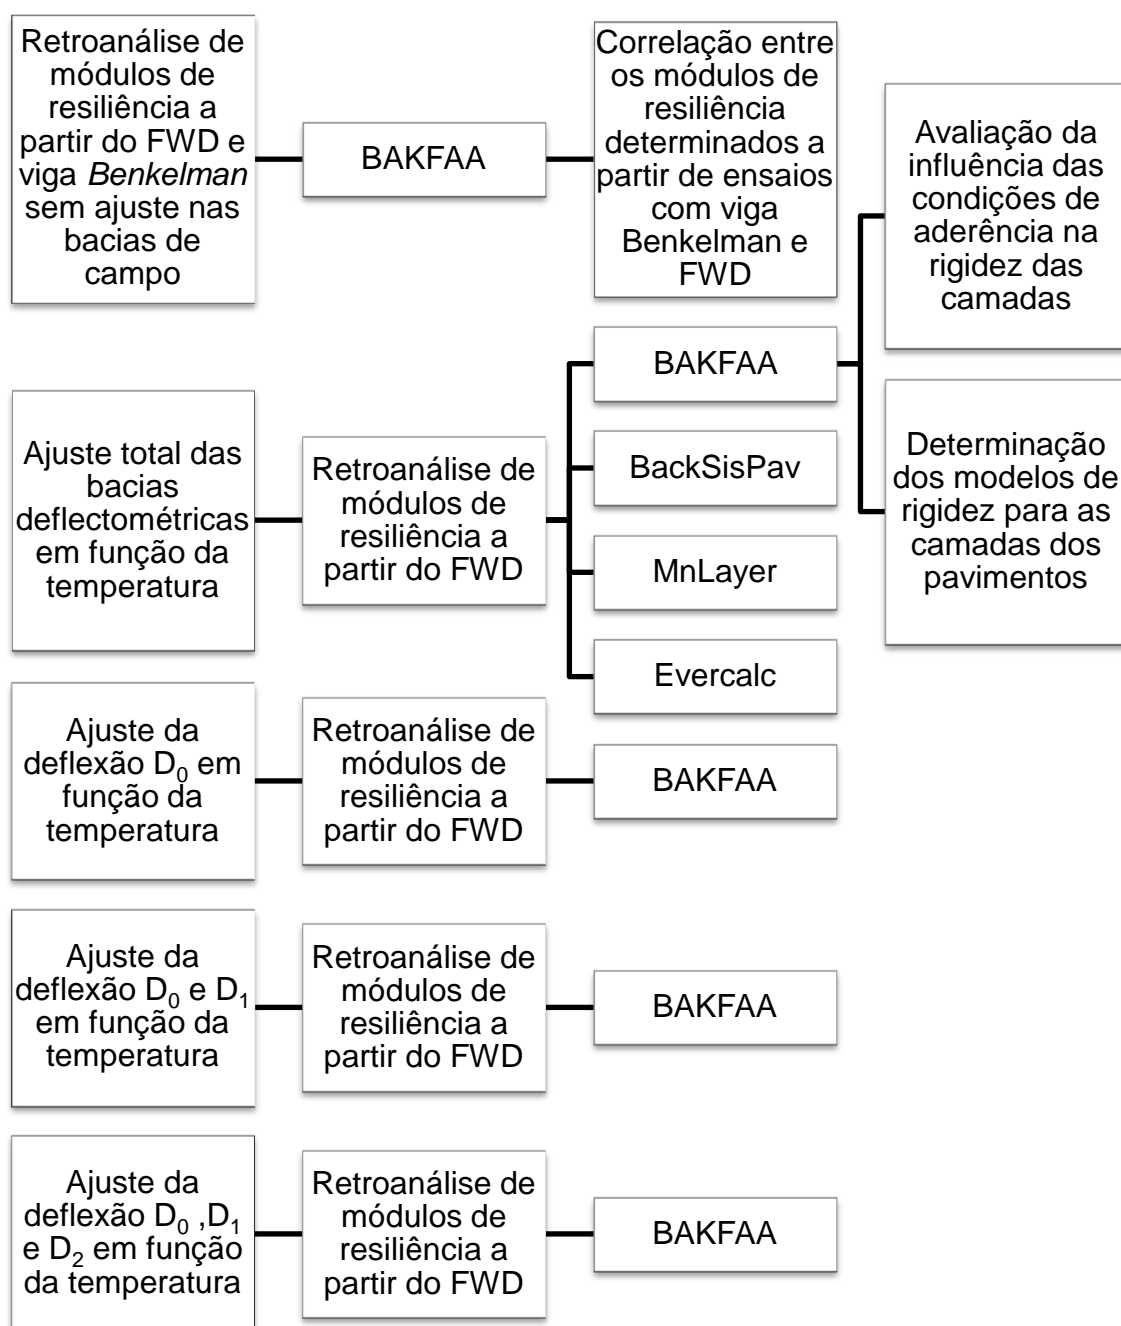 Retroanálise de
módulos de
resiliência a
partir do FWD e
viga Benkelman
sem ajuste nas
bacias de
campo
BAKFAA
Correlação entre
os módulos de
resiliência
determinados a
partir de ensaios
com viga
Benkelman e
FWD
Ajuste total das
bacias
deflectométricas
em função da
temperatura
Retroanálise de
módulos de
resiliência a
partir do FWD
BAKFAA
BackSisPav
MnLayer
Evercalc
Avaliação da
influência das
condições de
aderência na
rigidez das
camadas
Determinação
dos modelos de
rigidez para as
camadas dos
pavimentos
Ajuste da
deflexão D₀ em
função da
temperatura
Retroanálise de
módulos de
resiliência a
partir do FWD
BAKFAA
Ajuste da
deflexão D₀ e D₁
em função da
temperatura
Retroanálise de
módulos de
resiliência a
partir do FWD
BAKFAA
Ajuste da
deflexão D₀ ,D₁
e D₂ em função
da temperatura
Retroanálise de
módulos de
resiliência a
partir do FWD
BAKFAA